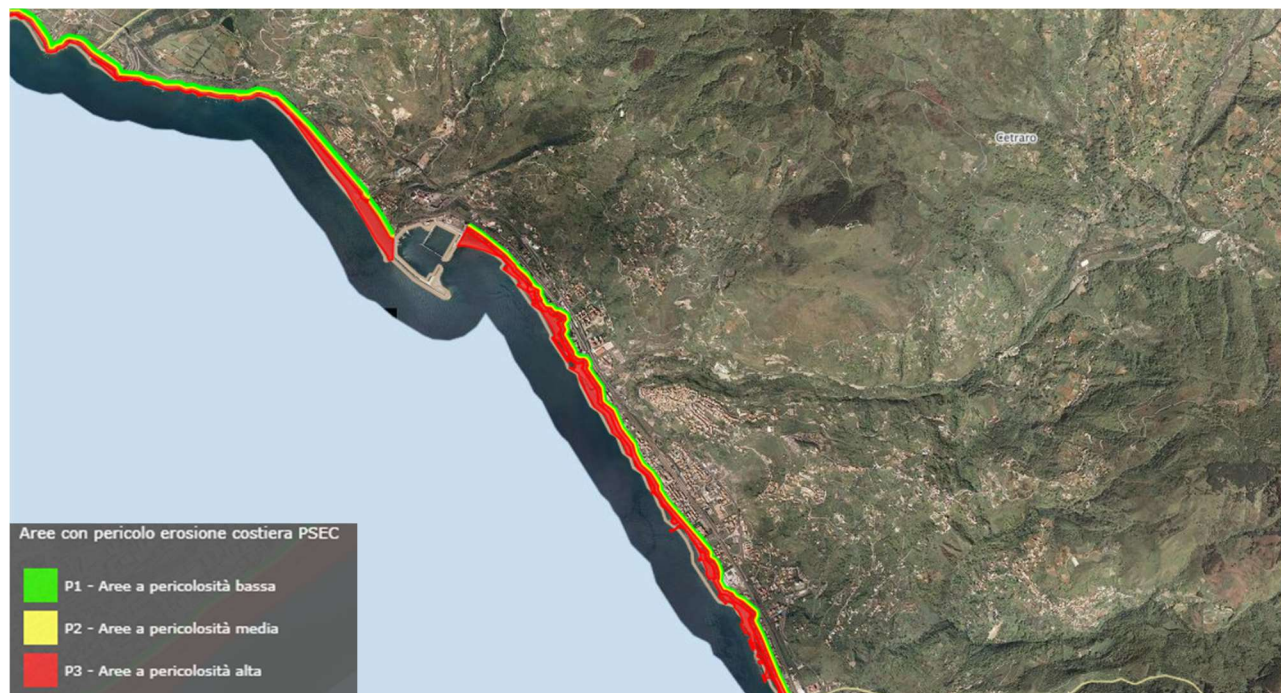 Cetraro
Aree con pericolo erosione costiera PSEC
P1 - Aree a pericolosità bassa
P2 - Aree a pericolosità media
P3 - Aree a pericolosità alta